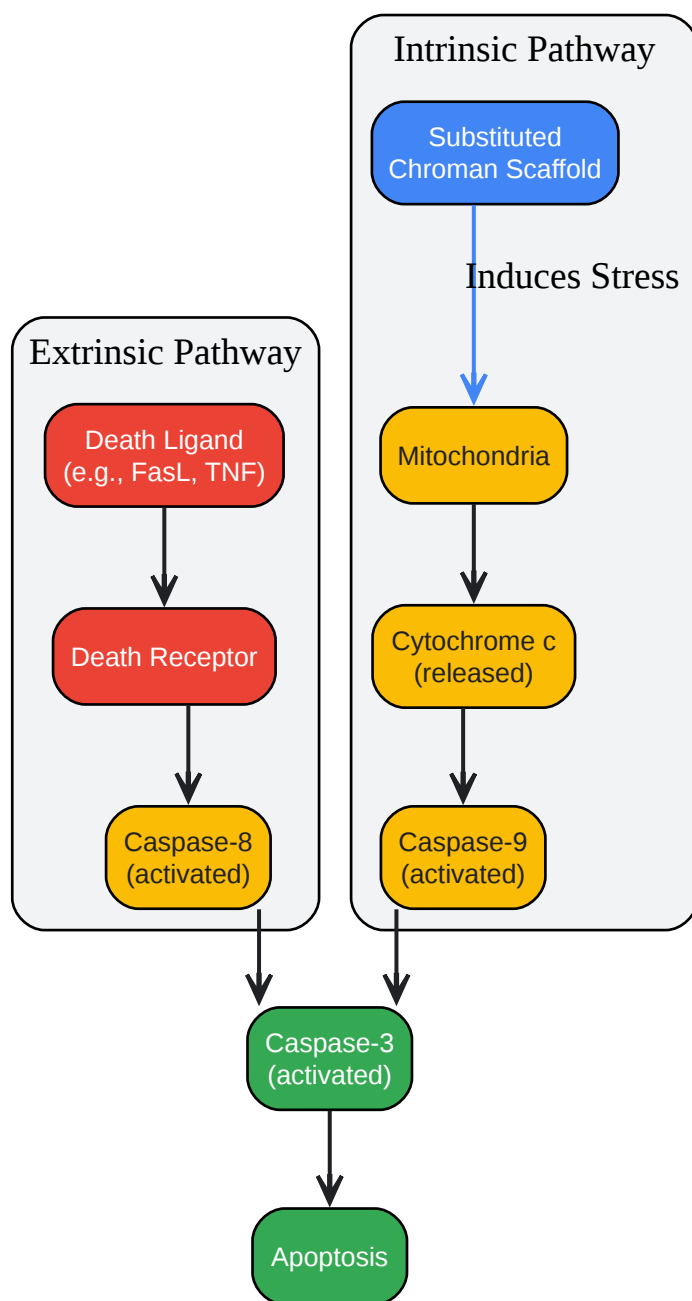 Intrinsic Pathway
Substituted
Chroman Scaffold
Induces Stress
Extrinsic Pathway
Death Ligand
(e.g., FasL, TNF)
Mitochondria
Death Receptor
Cytochrome c
(released)
Caspase-8
(activated)
Caspase-9
(activated)
Caspase-3
(activated)
Apoptosis